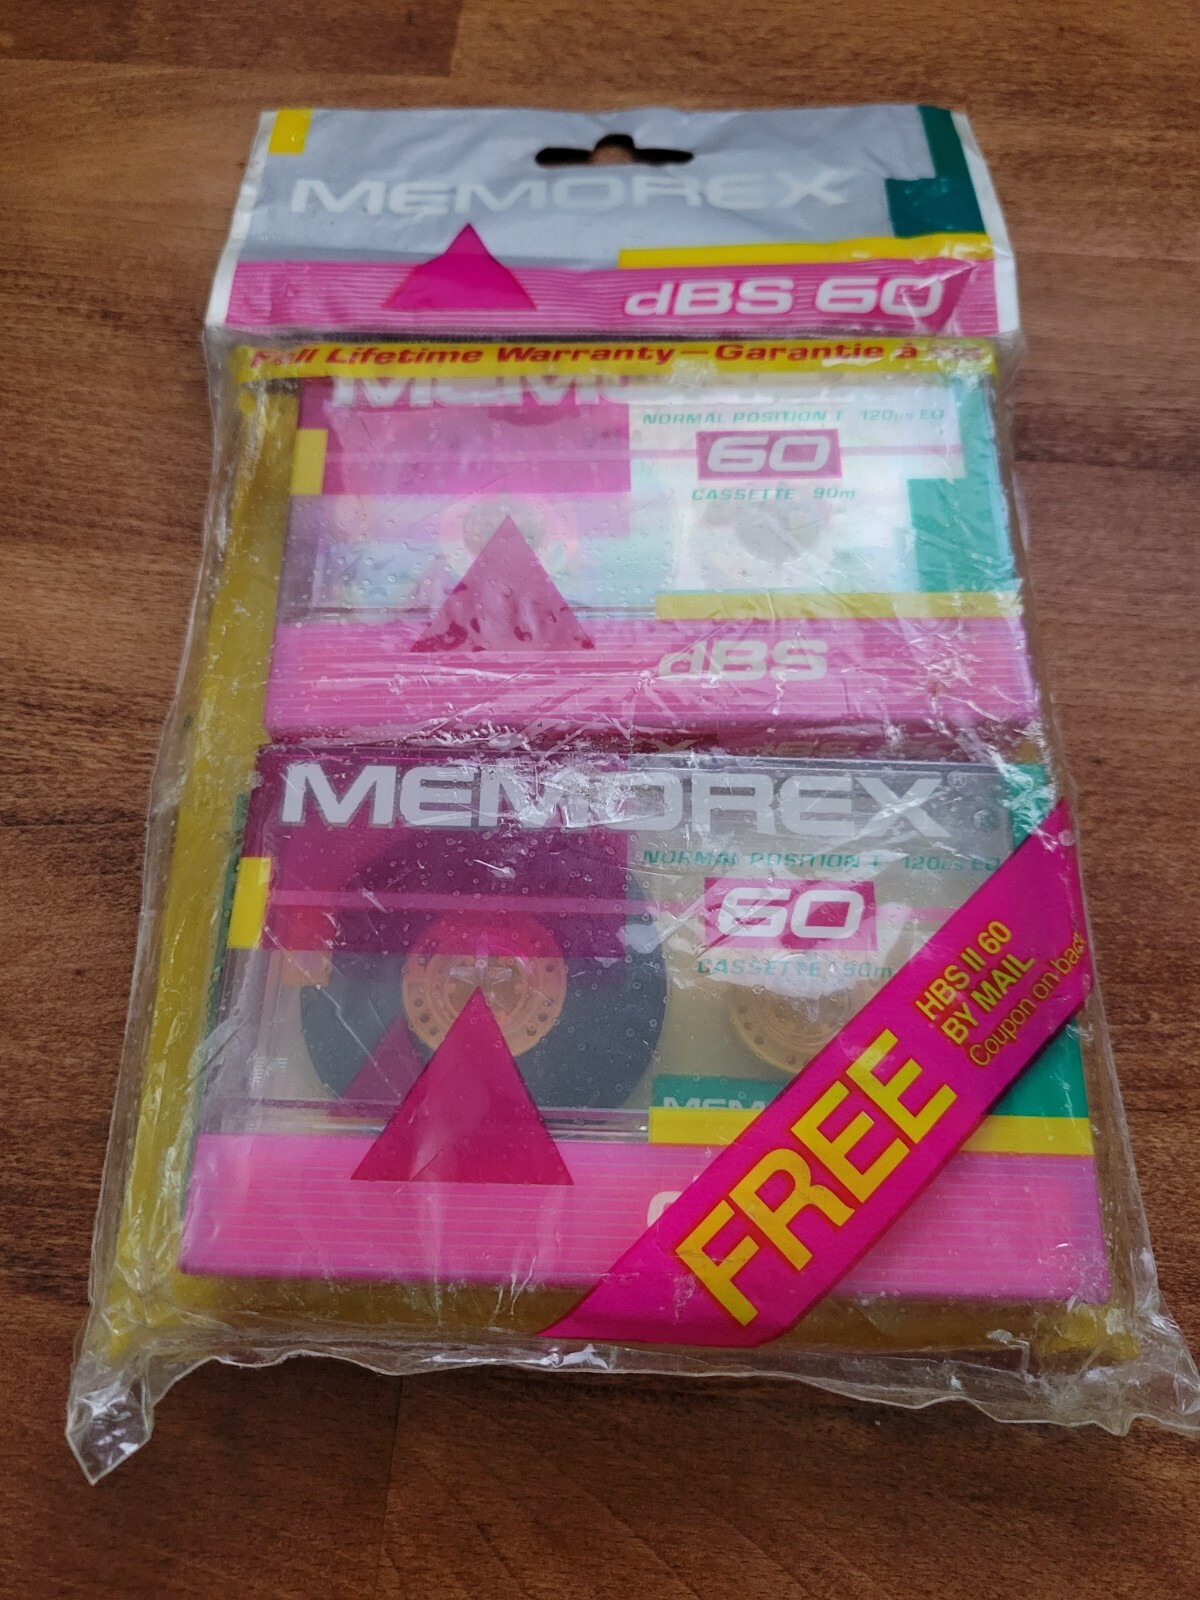 MEMOREX
dBS 60
Full Lifetime Warranty — Garantie à
NORMAL POSITION I 120µs EQ
60
CASSETTE 90m
dBS
MEMOREX®
NORMAL POSITION I 120µs EQ
60
CASSETTE 90m
HBS II 60
BY MAIL
Coupon on back
FREE